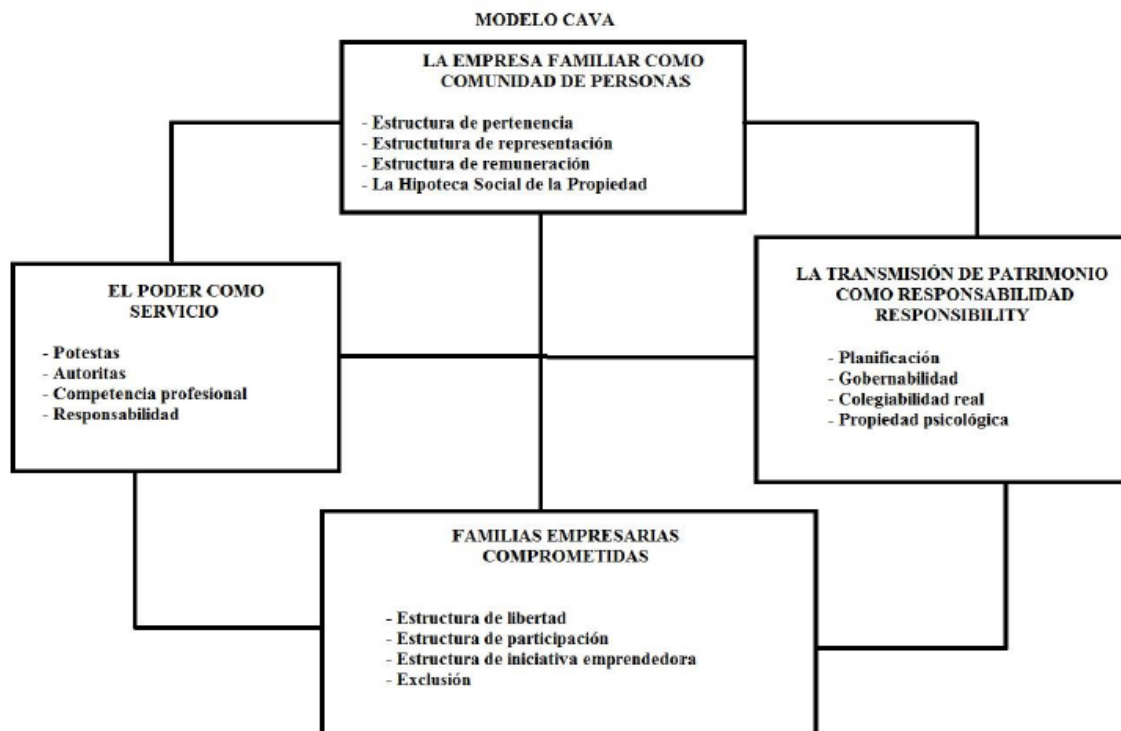 MODELO CAVA
LA EMPRESA FAMILIAR COMO
COMUNIDAD DE PERSONAS
- Estructura de pertenencia
- Estructutura de representación
- Estructura de remuneración
- La Hipoteca Social de la Propiedad
EL PODER COMO
SERVICIO
- Potestas
- Autoritas
- Competencia profesional
- Responsabilidad
LA TRANSMISIÓN DE PATRIMONIO
COMO RESPONSABILIDAD
RESPONSIBILITY
- Planificación
- Gobernabilidad
- Colegiabilidad real
- Propiedad psicológica
FAMILIAS EMPRESARIAS
COMPROMETIDAS
- Estructura de libertad
- Estructura de participación
- Estructura de iniciativa emprendedora
- Exclusión